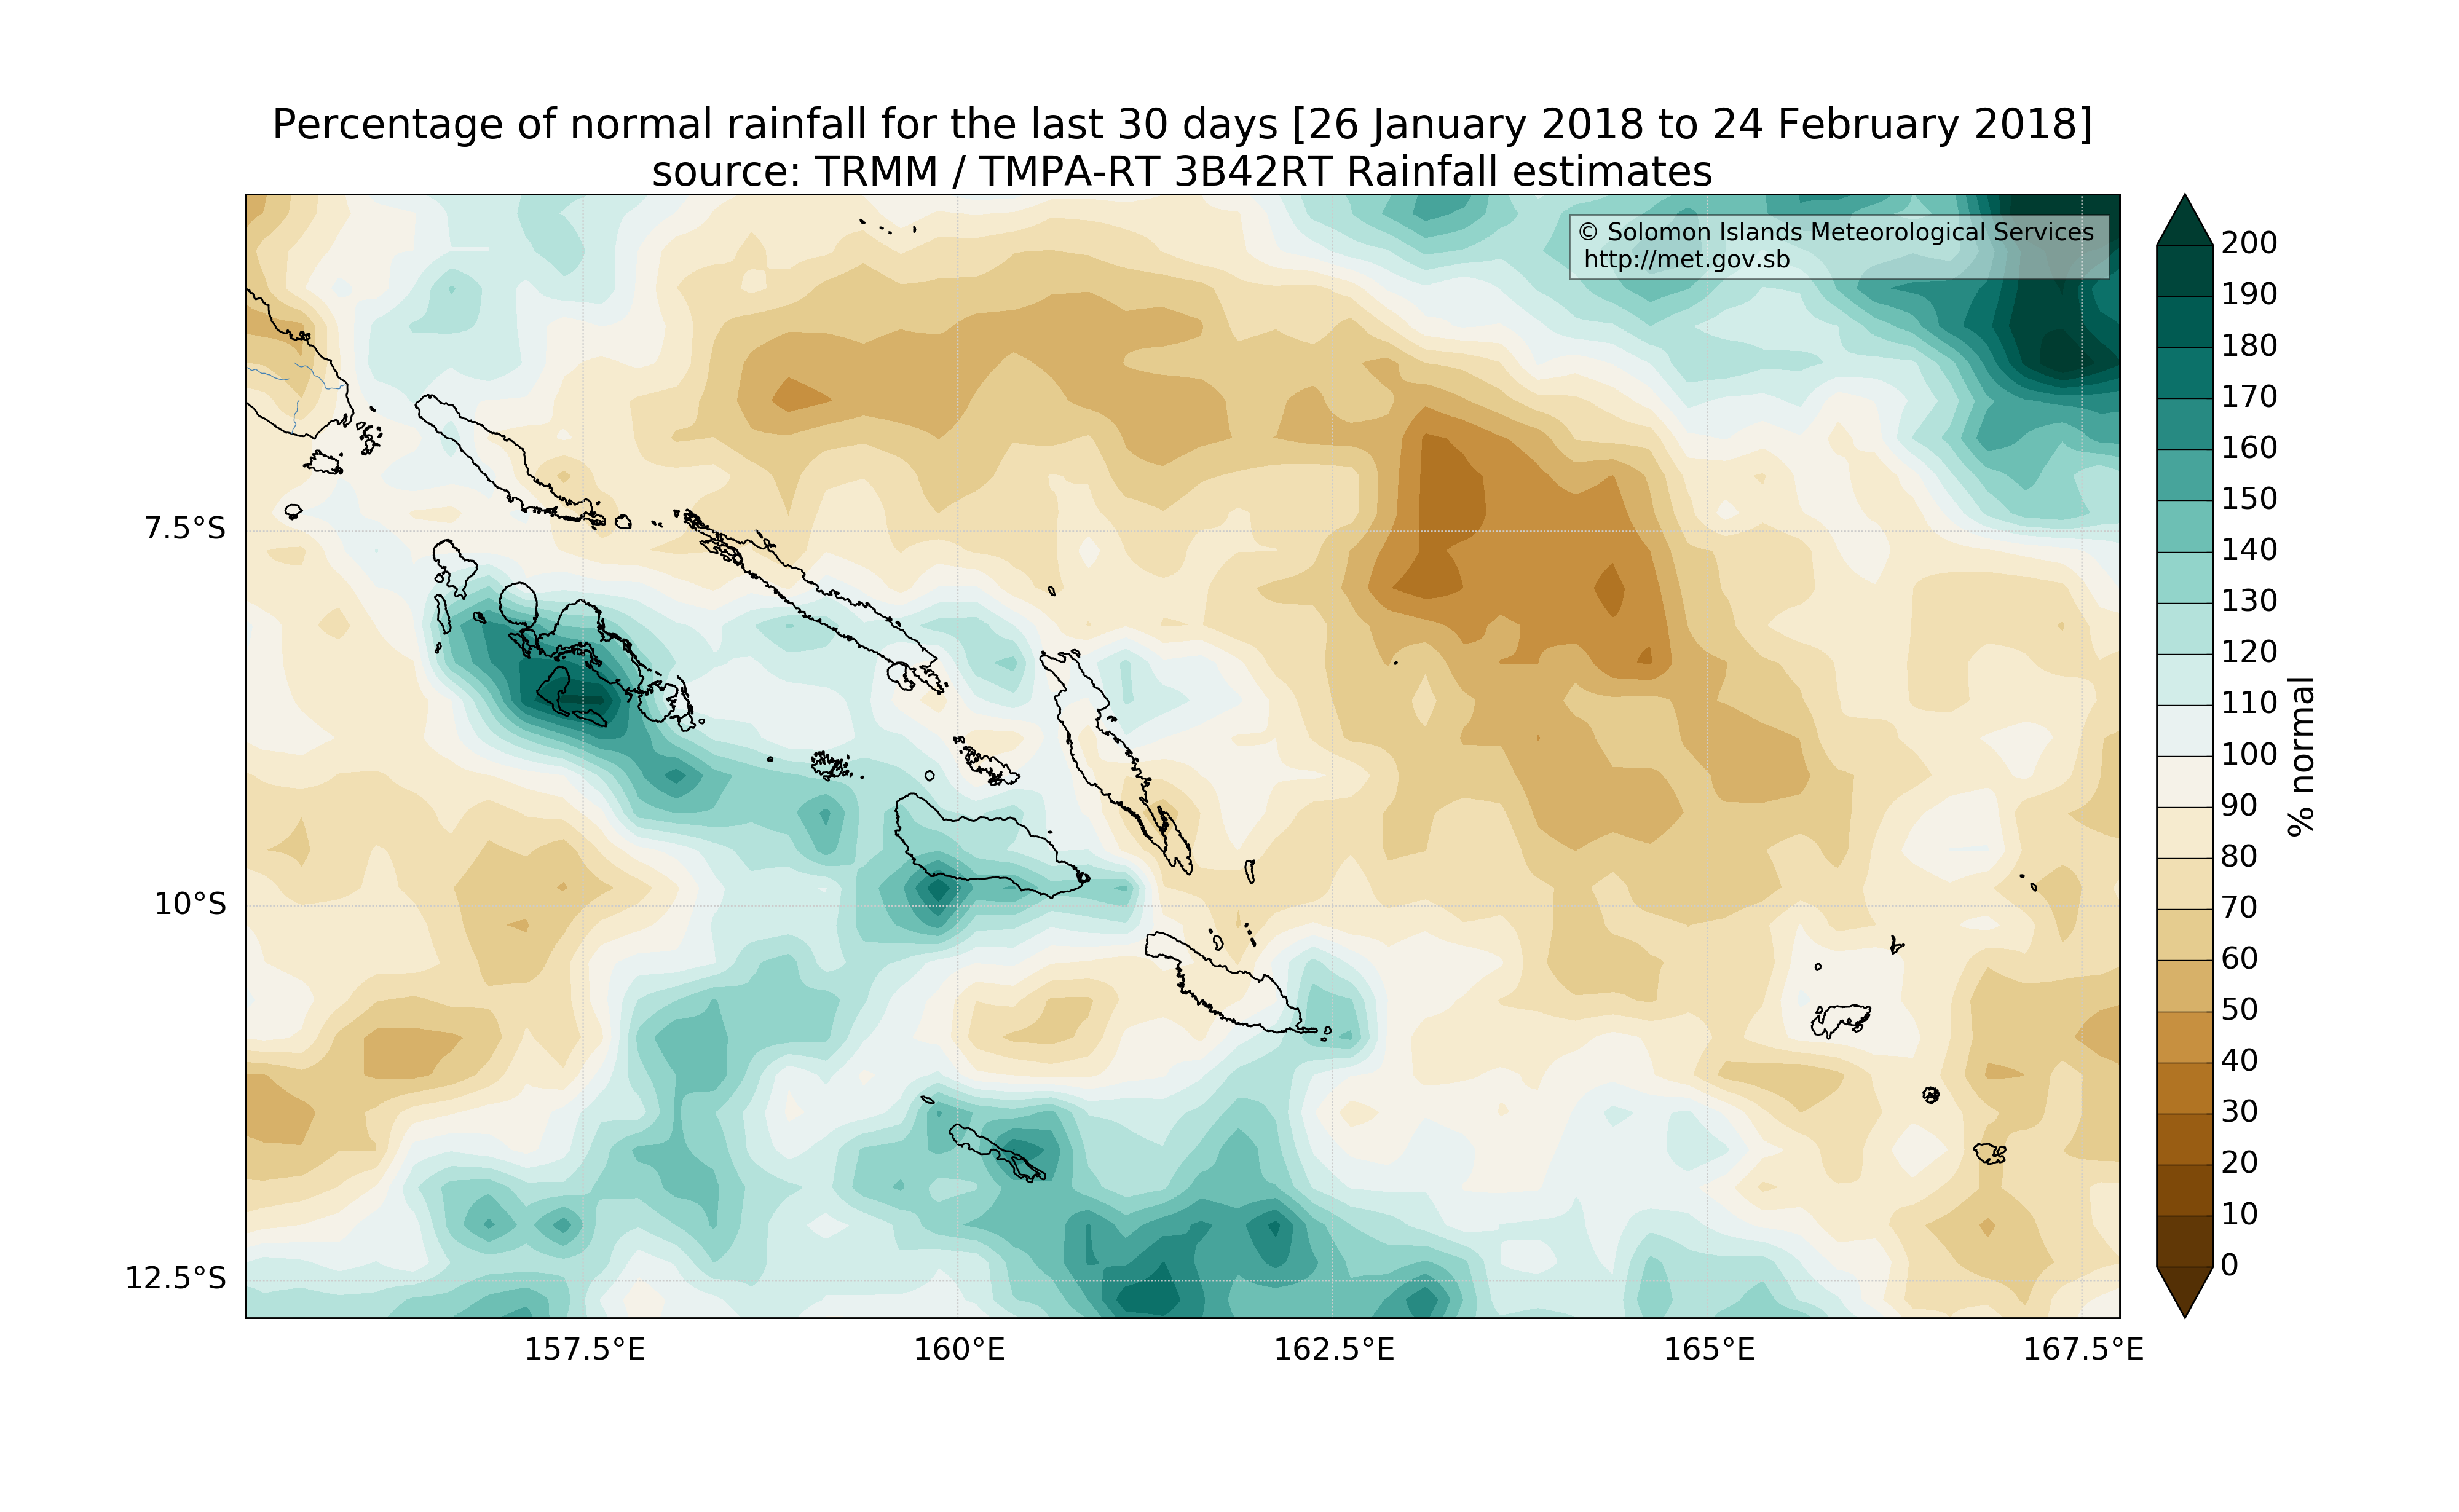 Percentage of normal rainfall for the last 30 days [26 January 2018 to 24 February 2018]
source: TRMM / TMPA-RT 3B42RT Rainfall estimates
© Solomon Islands Meteorological Services
http://met.gov.sb
7.5°S
10°S
12.5°S
157.5°E
160°E
162.5°E
165°E
167.5°E
200
190
180
170
160
150
140
130
120
110
100
90
80
70
60
50
40
30
20
10
0
% normal